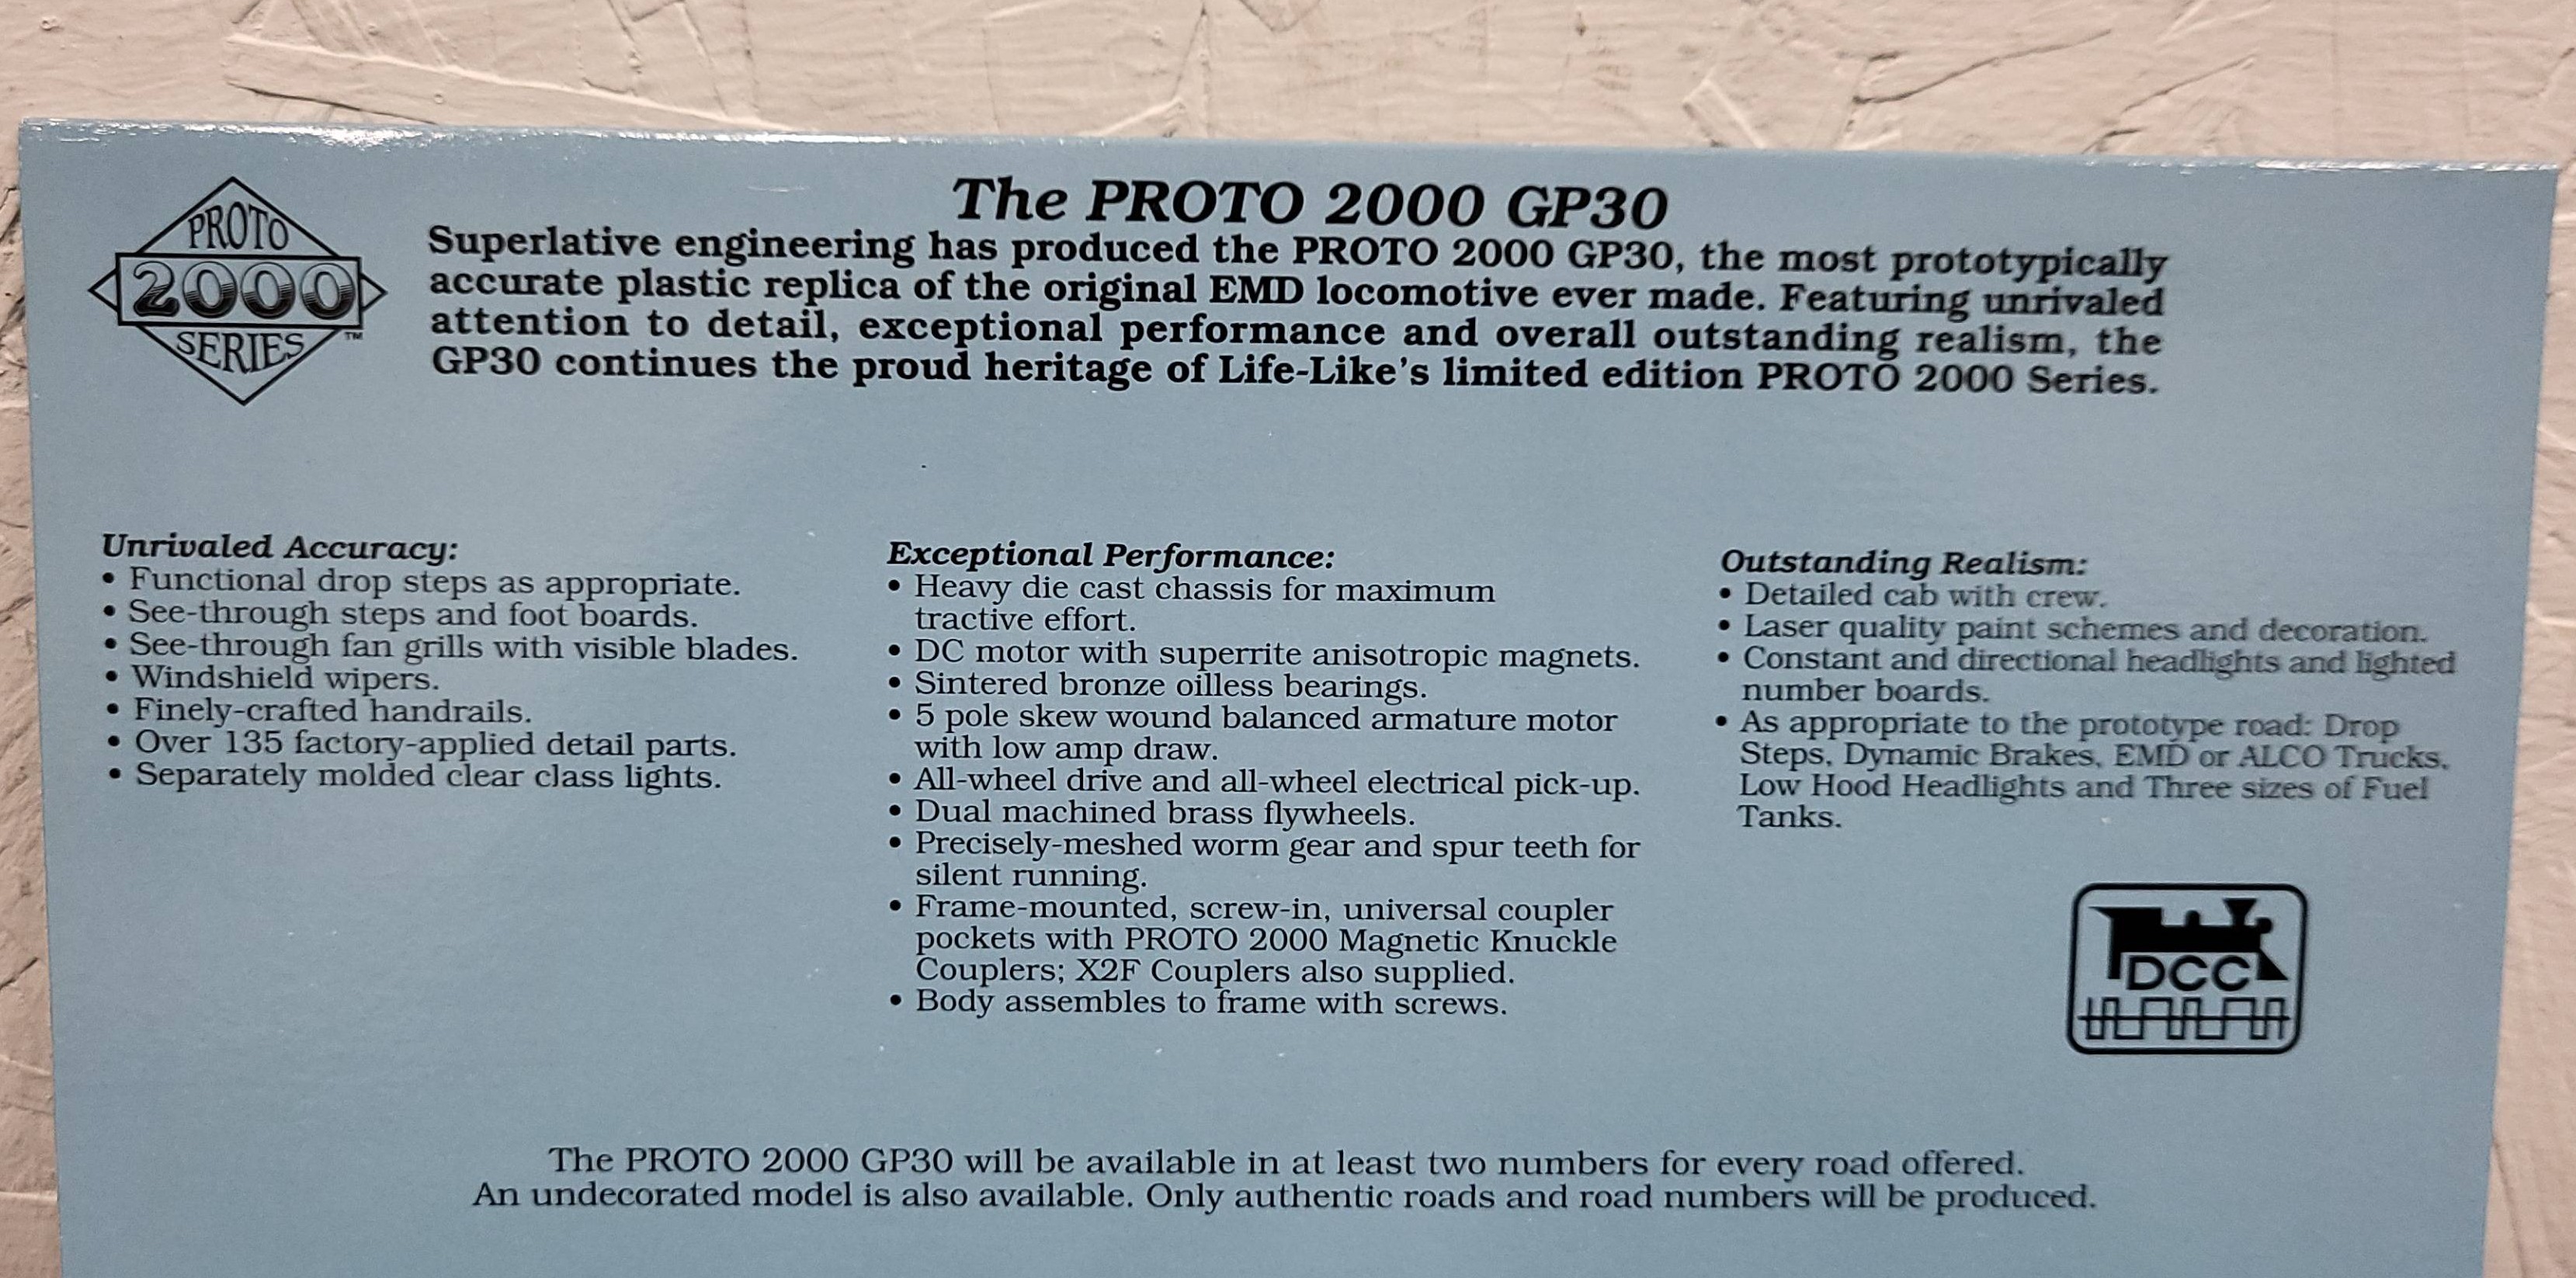 PROTO
2000
SERIES™
The PROTO 2000 GP30
Superlative engineering has produced the PROTO 2000 GP30, the most prototypically
accurate plastic replica of the original EMD locomotive ever made. Featuring unrivaled
attention to detail, exceptional performance and overall outstanding realism, the
GP30 continues the proud heritage of Life-Like's limited edition PROTO 2000 Series.
Unrivaled Accuracy:
• Functional drop steps as appropriate.
• See-through steps and foot boards.
• See-through fan grills with visible blades.
• Windshield wipers.
• Finely-crafted handrails.
• Over 135 factory-applied detail parts.
• Separately molded clear class lights.
Exceptional Performance:
• Heavy die cast chassis for maximum
tractive effort.
• DC motor with superrite anisotropic magnets.
• Sintered bronze oilless bearings.
• 5 pole skew wound balanced armature motor
with low amp draw.
• All-wheel drive and all-wheel electrical pick-up.
• Dual machined brass flywheels.
• Precisely-meshed worm gear and spur teeth for
silent running.
• Frame-mounted, screw-in, universal coupler
pockets with PROTO 2000 Magnetic Knuckle
Couplers; X2F Couplers also supplied.
• Body assembles to frame with screws.
Outstanding Realism:
• Detailed cab with crew.
• Laser quality paint schemes and decoration.
• Constant and directional headlights and lighted
number boards.
• As appropriate to the prototype road: Drop
Steps, Dynamic Brakes, EMD or ALCO Trucks,
Low Hood Headlights and Three sizes of Fuel
Tanks.
DCC
The PROTO 2000 GP30 will be available in at least two numbers for every road offered.
An undecorated model is also available. Only authentic roads and road numbers will be produced.